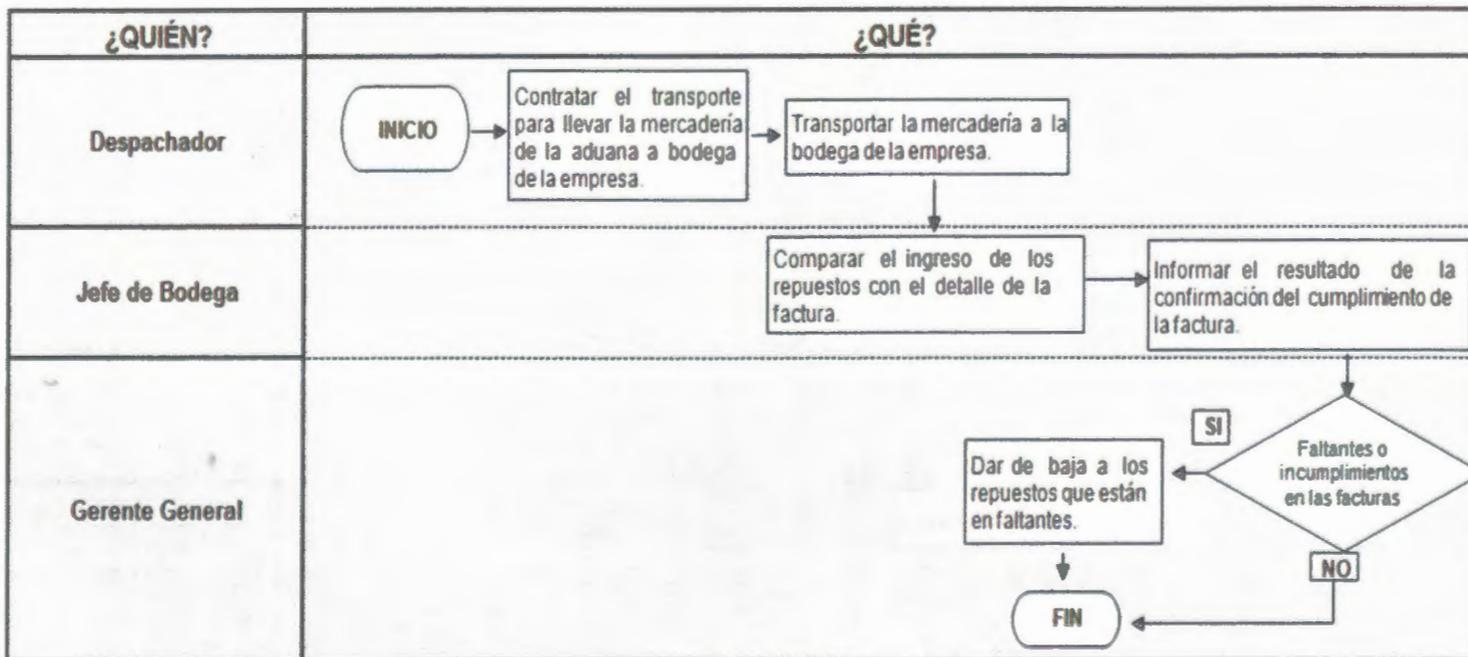 ¿QUIÉN?
¿QUÉ?
Despachador
INICIO
Contratar el transporte
para llevar la mercadería
de la aduana a bodega
de la empresa.
Transportar la mercadería a la
bodega de la empresa.
Jefe de Bodega
Comparar el ingreso de los
repuestos con el detalle de la
factura.
Informar el resultado de la
confirmación del cumplimiento de
la factura.
Gerente General
Faltantes o
incumplimientos
en las facturas
SI
Dar de baja a los
repuestos que están
en faltantes.
NO
FIN